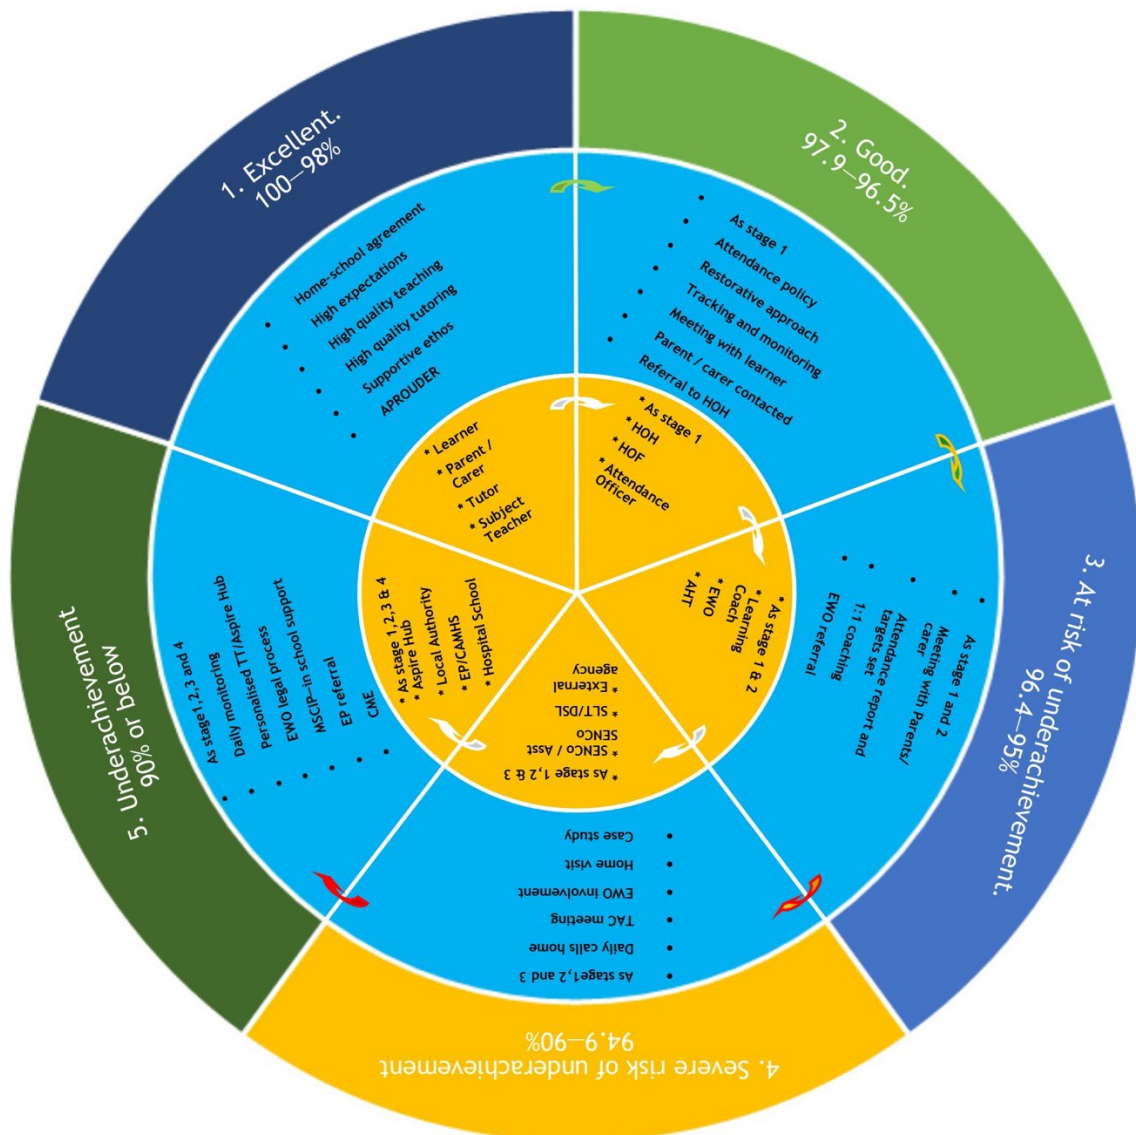 1. Excellent.
100—98%
• Home-school agreement
• High expectations
• High quality teaching
• High quality tutoring
• Supportive ethos
• APROUDER
* Learner
* Parent /
Carer
* Tutor
* Subject
Teacher
2. Good.
97.9—96.5%
• As stage 1
• Attendance policy
• Restorative approach
• Tracking and monitoring
• Meeting with learner
• Parent / carer contacted
• Referral to HOH
* As stage 1
* HOH
* HOF
* Attendance
Officer
3. At risk of underachievement.
96.4—95%
• As stage 1 and 2
• Meeting with Parents/
carer
• Attendance report and
targets set
• 1:1 coaching
• EWO referral
* As stage 1 & 2
* Learning
Coach
* EWO
* AHT
4. Severe risk of underachievement
94.9—90%
• As stage1,2 and 3
• Daily calls home
• TAC meeting
• EWO involvement
• Home visit
• Case study
* As stage 1,2 & 3
* SENCo / Asst
SENCo
* SLT/DSL
*External
agency
5. Underachievement
90% or below
• As stage1,2,3 and 4
• Daily monitoring
• Personalised TT/Aspire Hub
• EWO legal process
• MSCIP—in school support
• EP referral
• CME
* As stage 1,2,3 & 4
* Aspire Hub
* Local Authority
* EP/CAMHS
* Hospital School